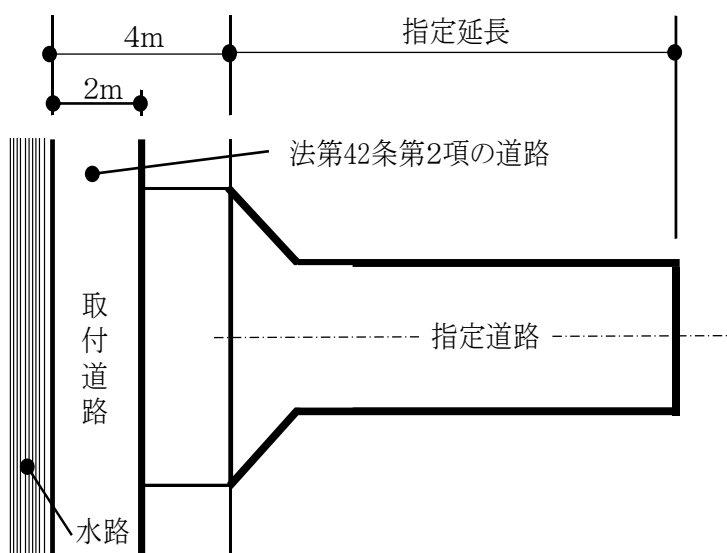 4m
指定延長
2m
法第42条第2項の道路
取付道路
指定道路
水路